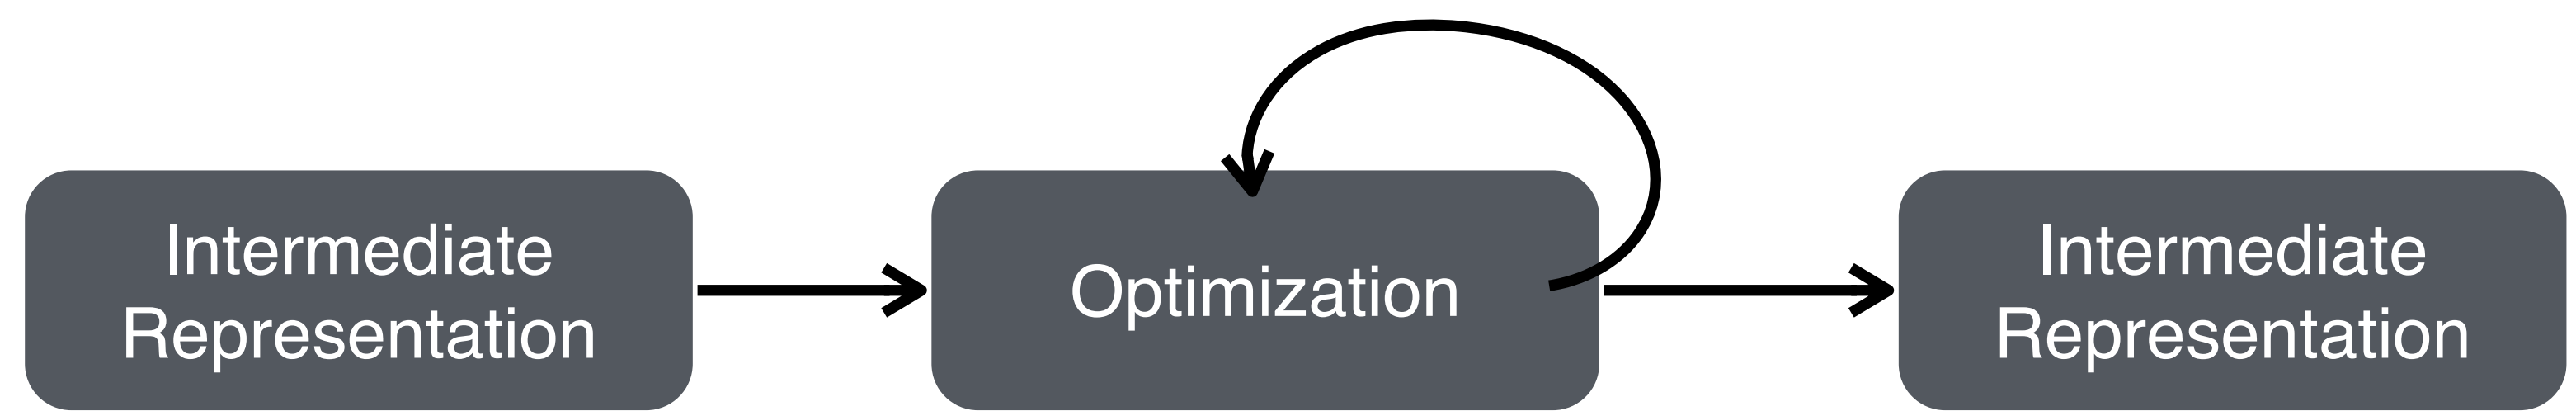 Intermediate
Representation
Optimization
Intermediate
Representation